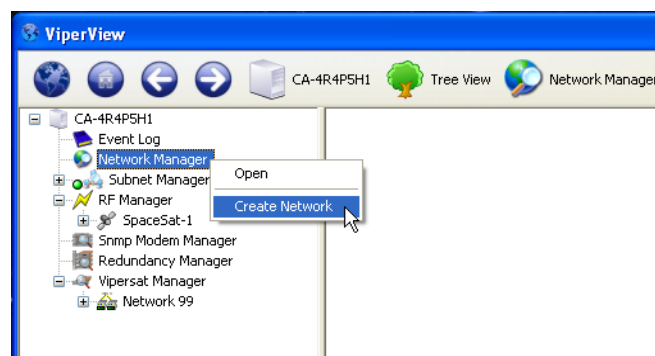 ViperView
CA-4R4P5H1 Tree View Network Manager
CA-4R4P5H1
Event Log
Network Manager
Open
Subnet Manager
Create Network
RF Manager
SpaceSat-1
Snmp Modem Manager
Redundancy Manager
Vipersat Manager
Network 99